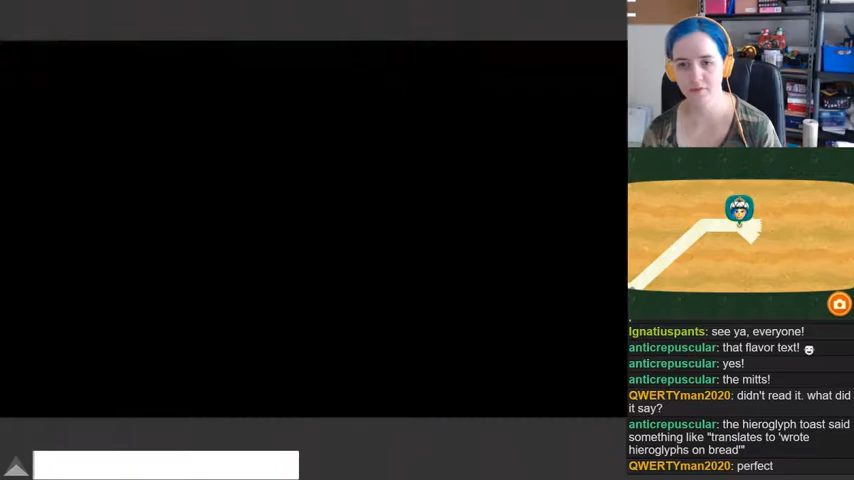 Ignatiuspants: see ya, everyone!
anticrepuscular: that flavor text!
anticrepuscular: yes!
anticrepuscular: the mitts!
QWERTYman2020: didn't read it. what did
it say?
anticrepuscular: the hieroglyph toast said
something like "translates to 'wrote
hieroglyphs on bread'"
QWERTYman2020: perfect